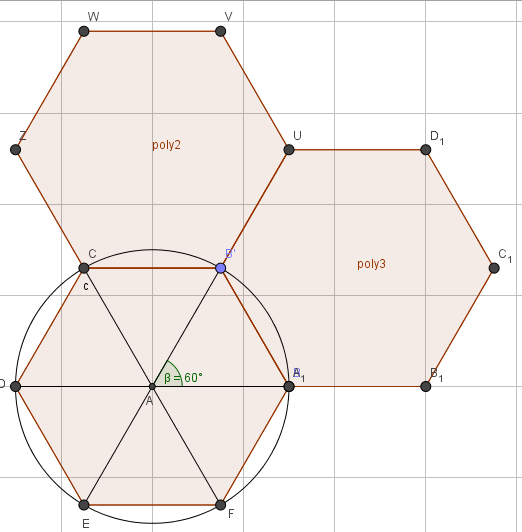 W
V
Z
poly2
U
D₁
C
B'
c
poly3
C₁
D
A
β = 60°
A₁
B₁
E
F